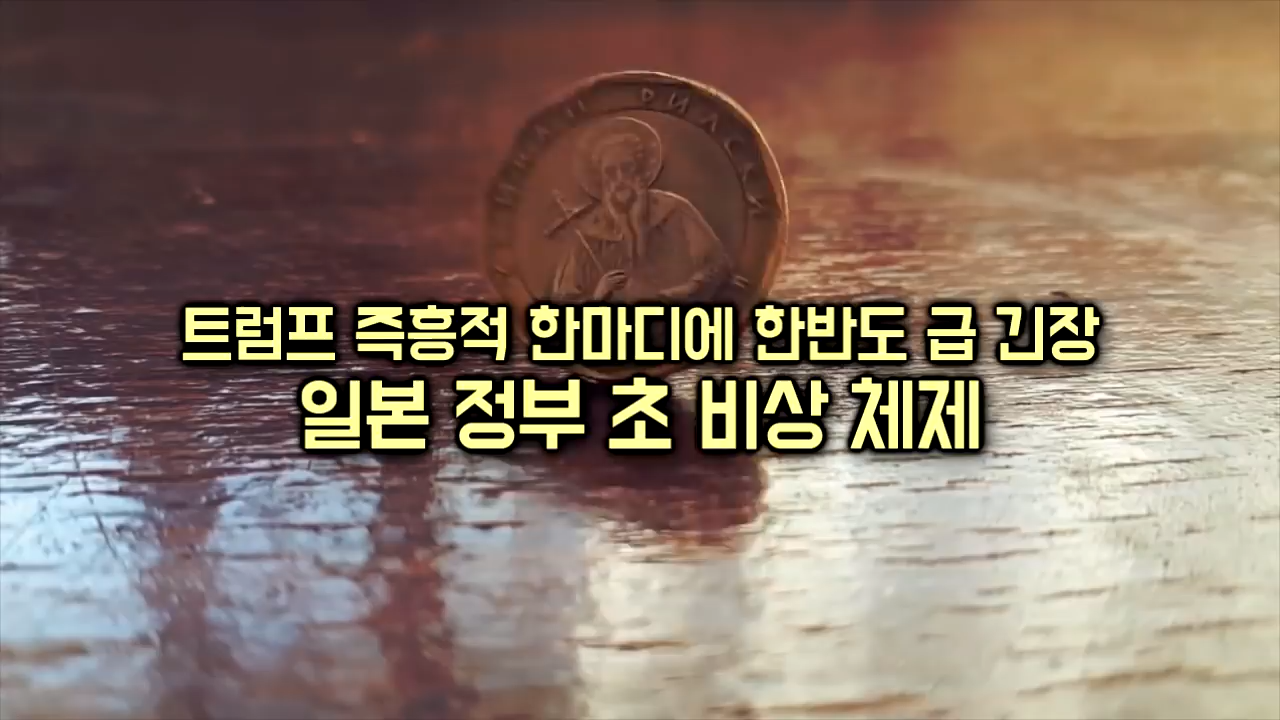 트럼프 즉흥적 한마디에 한반도 급 긴장
일본 정부 초 비상 체제